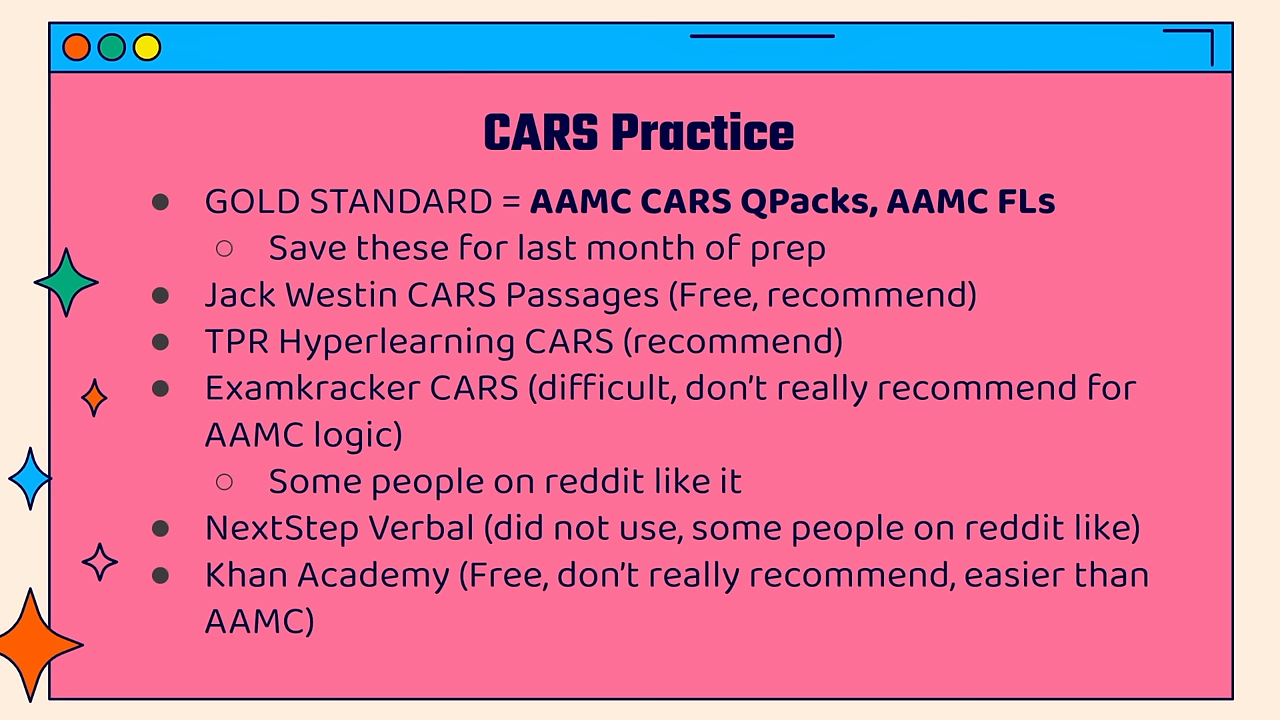 CARS Practice
● GOLD STANDARD = AAMC CARS QPacks, AAMC FLs
○ Save these for last month of prep
● Jack Westin CARS Passages (Free, recommend)
● TPR Hyperlearning CARS (recommend)
● Examkracker CARS (difficult, don't really recommend for
AAMC logic)
○ Some people on reddit like it
● NextStep Verbal (did not use, some people on reddit like)
● Khan Academy (Free, don't really recommend, easier than
AAMC)